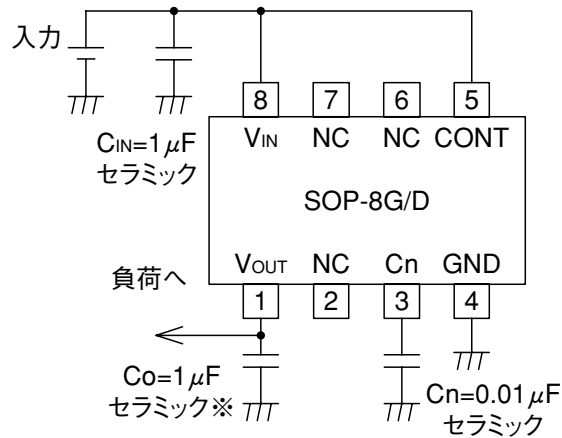 入力
8
7
6
5
CIN=1μF
セラミック
VIN
NC
NC
CONT
SOP-8G/D
負荷へ
VOUT
NC
Cn
GND
1
2
3
4
Co=1μF
セラミック※
Cn=0.01μF
セラミック